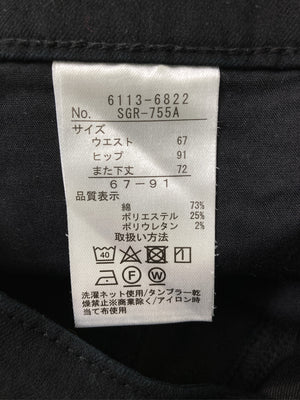 6113-6822
No. SGR-755A
サイズ
ウエスト 67
ヒップ 91
また下丈 72
67-91
品質表示
綿 73%
ポリエステル 25%
ポリウレタン 2%
取扱い方法
40
F W
洗濯ネット使用/タンブラー乾
燥禁止※商業除く/アイロン時
当て布使用